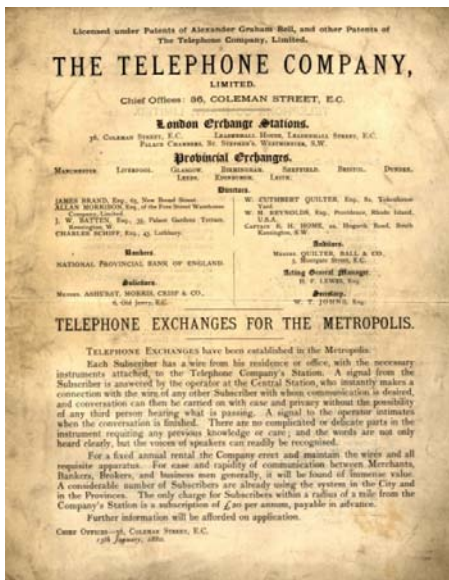 Licensed under Patents of Alexander Graham Bell, and other Patents of
The Telephone Company, Limited.
THE TELEPHONE COMPANY,
LIMITED.
Chief Offices: 36, COLEMAN STREET, E.C.
London Exchange Stations.
36, COLEMAN STREET, E.C. LEADENHALL HOUSE, LEADENHALL STREET, E.C.
PALACE CHAMBERS, ST. STEPHEN'S, WESTMINSTER, S.W.
Provincial Exchanges.
MANCHESTER. LIVERPOOL. GLASGOW. BIRMINGHAM. SHEFFIELD. BRISTOL. DUNDEE.
LEEDS. EDINBURGH. LEITH.
Directors.
JAMES BRAND, Esq., 65, New Broad Street.
ALLAN MORRISON, Esq., of the Fore Street Warehouse
Company, Limited.
J. W. BATTEN, Esq., 35, Palace Gardens Terrace,
Kensington, W.
CHARLES SCHIFF, Esq., 43, Lothbury.
W. CUTHBERT QUILTER, Esq., 82, Tokenhouse
Yard.
W. M. REYNOLDS, Esq., Providence, Rhode Island,
U.S.A.
CAPTAIN R. H. HOME, 20, Hogarth Road, South
Kensington, S.W.
Bankers.
NATIONAL PROVINCIAL BANK OF ENGLAND.
Solicitors.
MESSRS. ASHURST, MORRIS, CRISP & CO.,
6, Old Jewry, E.C.
Auditors.
MESSRS. QUILTER, BALL & CO.,
3, Moorgate Street, E.C.
Acting General Manager.
H. F. LEWIS, Esq.
Secretary.
W. T. JOHNS, Esq.
TELEPHONE EXCHANGES FOR THE METROPOLIS.
TELEPHONE EXCHANGES have been established in the Metropolis.
Each Subscriber has a wire from his residence or office, with the necessary
instruments attached, to the Telephone Company's Station. A signal from the
Subscriber is answered by the operator at the Central Station, who instantly makes a
connection with the wire of any other Subscriber with whom communication is desired,
and conversation can then be carried on with ease and privacy without the possibility
of any third person hearing what is passing. A signal to the operator intimates
when the conversation is finished. There are no complicated or delicate parts in the
instrument requiring any previous knowledge or care; and the words are not only
heard clearly, but the voices of speakers can readily be recognised.
For a fixed annual rental the Company erect and maintain the wires and all
requisite apparatus. For ease and rapidity of communication between Merchants,
Bankers, Brokers, and business men generally, it will be found of immense value.
A considerable number of Subscribers are already using the system in the City and
in the Provinces. The only charge for Subscribers within a radius of a mile from the
Company's Station is a subscription of £20 per annum, payable in advance.
Further information will be afforded on application.
CHIEF OFFICES—36, COLEMAN STREET, E.C.
15th January, 1880.